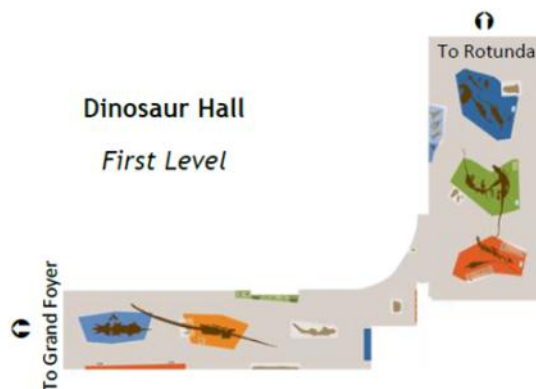 To Rotunda
Dinosaur Hall
First Level
To Grand Foyer